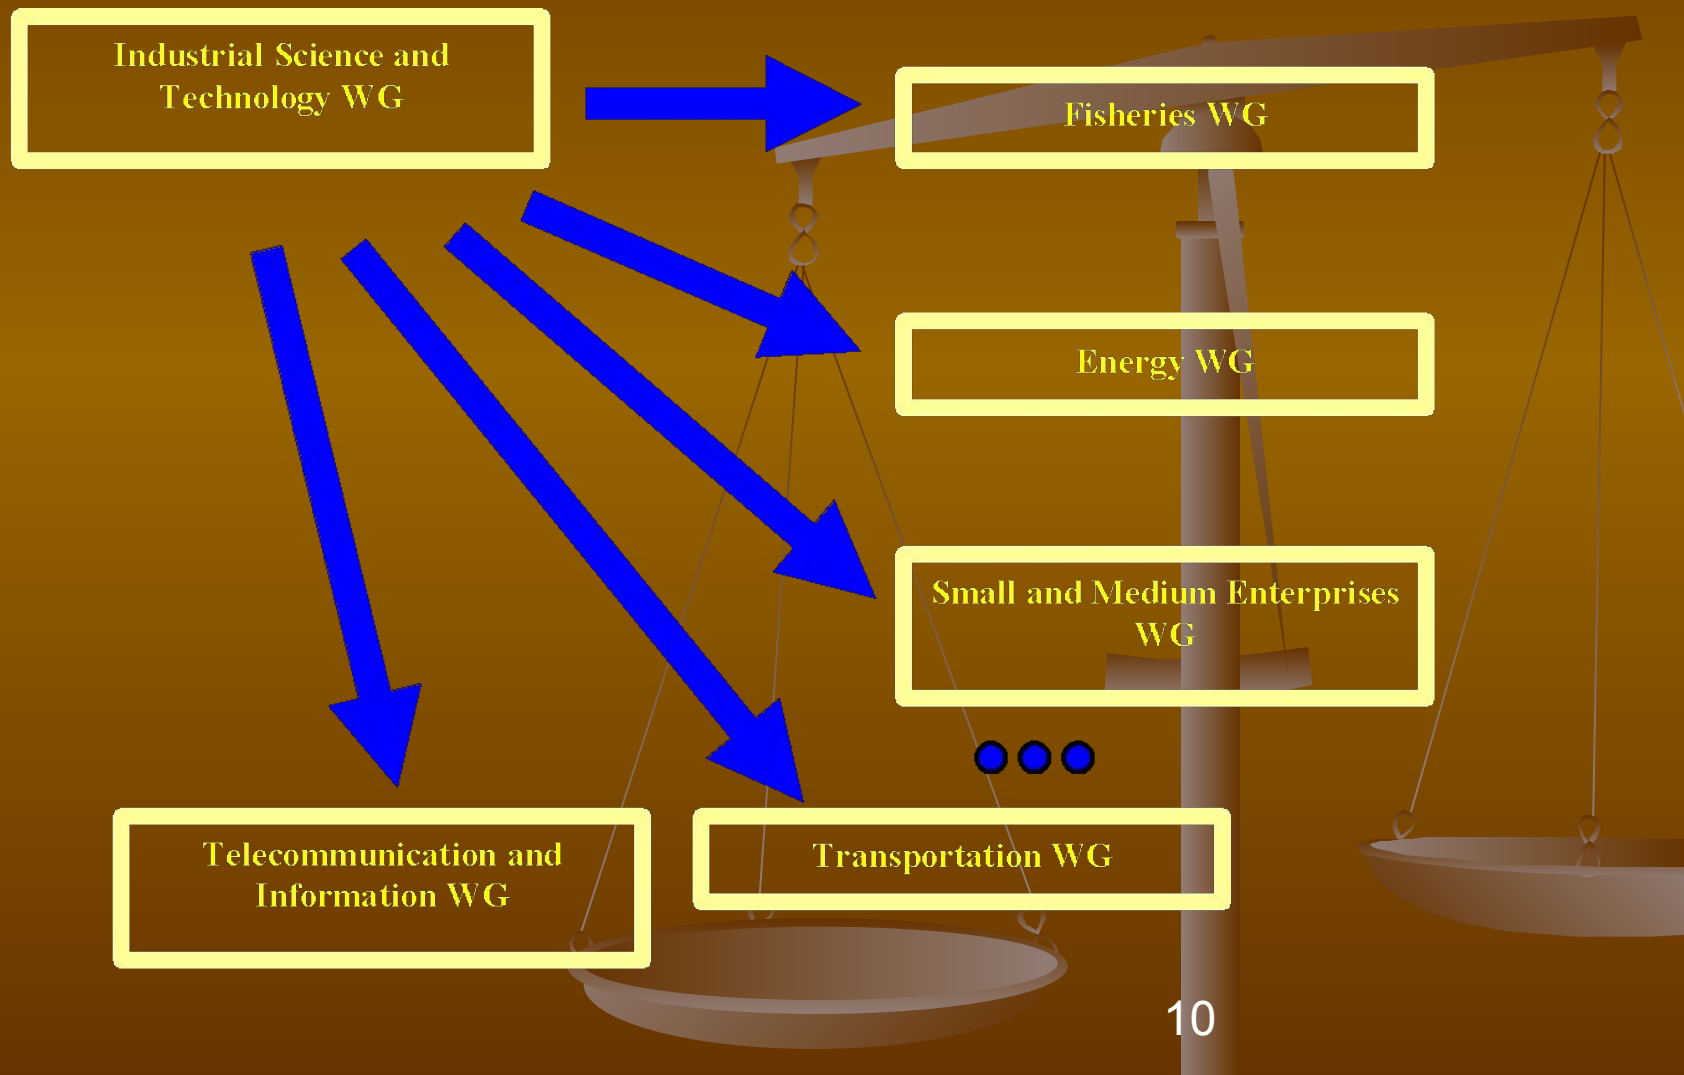 Industrial Science and
Technology WG
Fisheries WG
Energy WG
Small and Medium Enterprises
WG
Telecommunication and
Information WG
Transportation WG
10